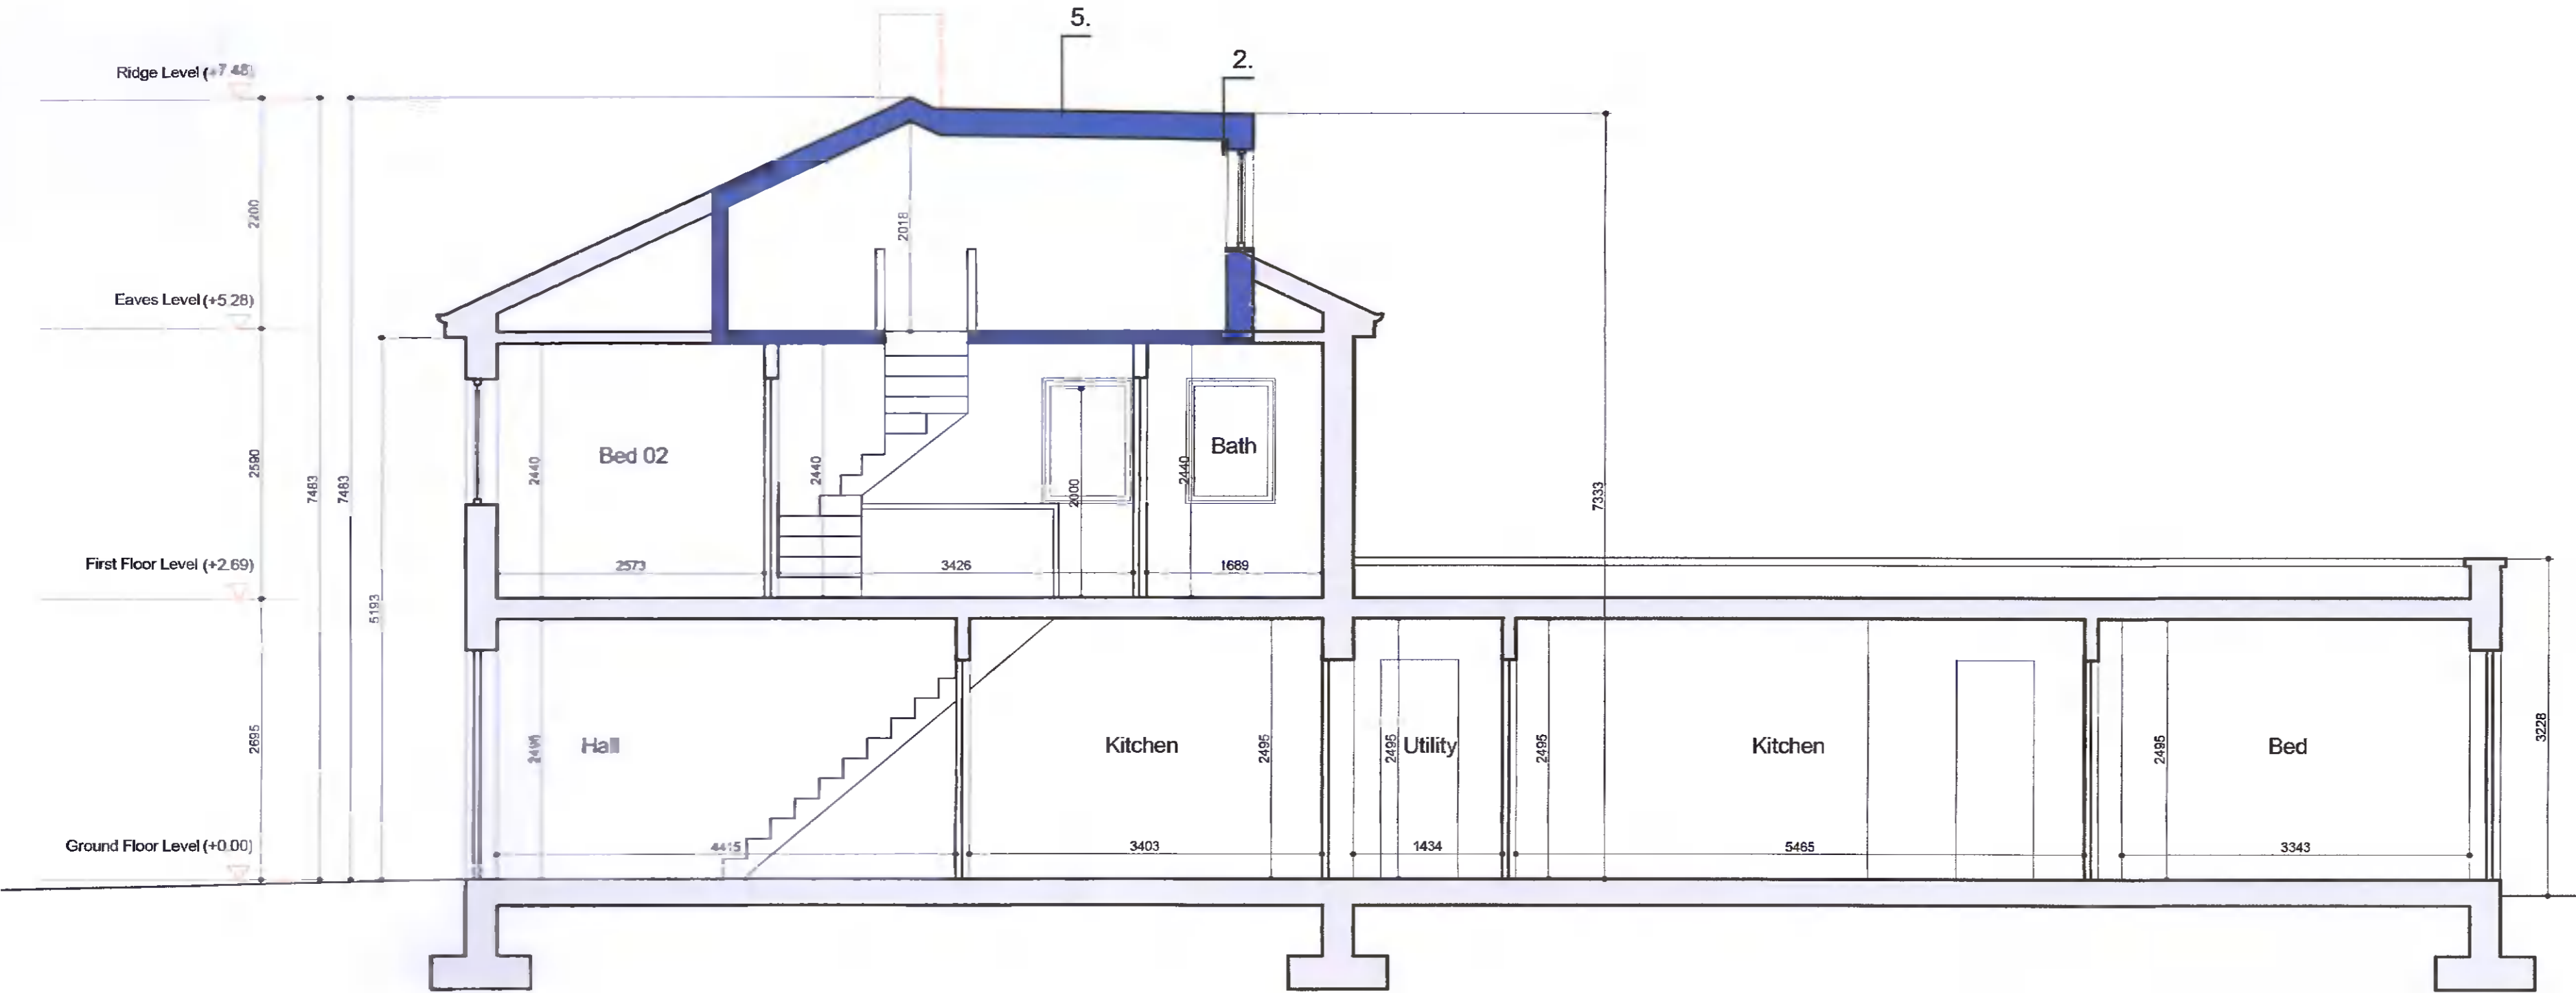 5.
2.
Ridge Level (+7.48)
2200
2018
Eaves Level (+5.28)
2590
7483
7483
5193
2440
Bed 02
2440
2000
2440
Bath
7333
First Floor Level (+2.69)
2573
3426
1689
2695
2495
Hall
Kitchen
2495
2495
Utility
2495
Kitchen
2495
Bed
3228
Ground Floor Level (+0.00)
4415
3403
1434
5465
3343